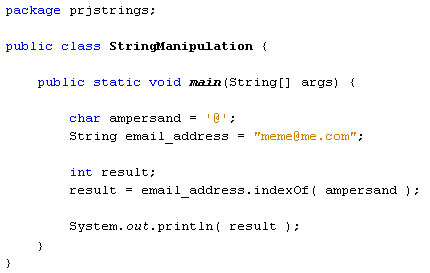 package prjstrings;
public class StringManipulation {
public static void main(String[] args) {
char ampersand = '@';
String email_address = "meme@me.com";
int result;
result = email_address.indexOf( ampersand );
System.out.println( result );
}
}